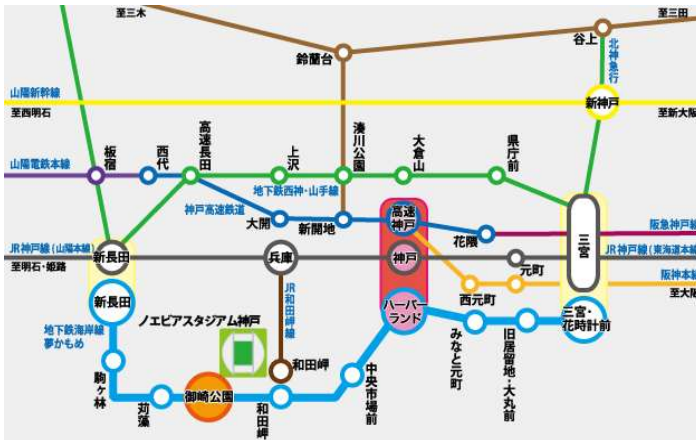 至三木
至三田
谷上
鈴蘭台
北神急行
山陽新幹線
至西明石
新神戸
至新大阪
板宿
西代
高速長田
上沢
湊川公園
大倉山
県庁前
山陽電鉄本線
地下鉄西神・山手線
神戸高速鉄道
大開
新開地
高速
神戸
花隈
三宮
阪急神戸線
JR神戸線(山陽本線)
至明石・姫路
新長田
兵庫
神戸
元町
JR神戸線(東海道本線)
阪神本線
至大阪
新長田
JR和田岬線
西元町
ハーバー
ランド
三宮・
花時計前
地下鉄海岸線
夢かもめ
ノエビアスタジアム神戸
みなと元町
旧居留地・大丸前
駒ヶ林
苅藻
御崎公園
和田岬
和田岬
中央市場前